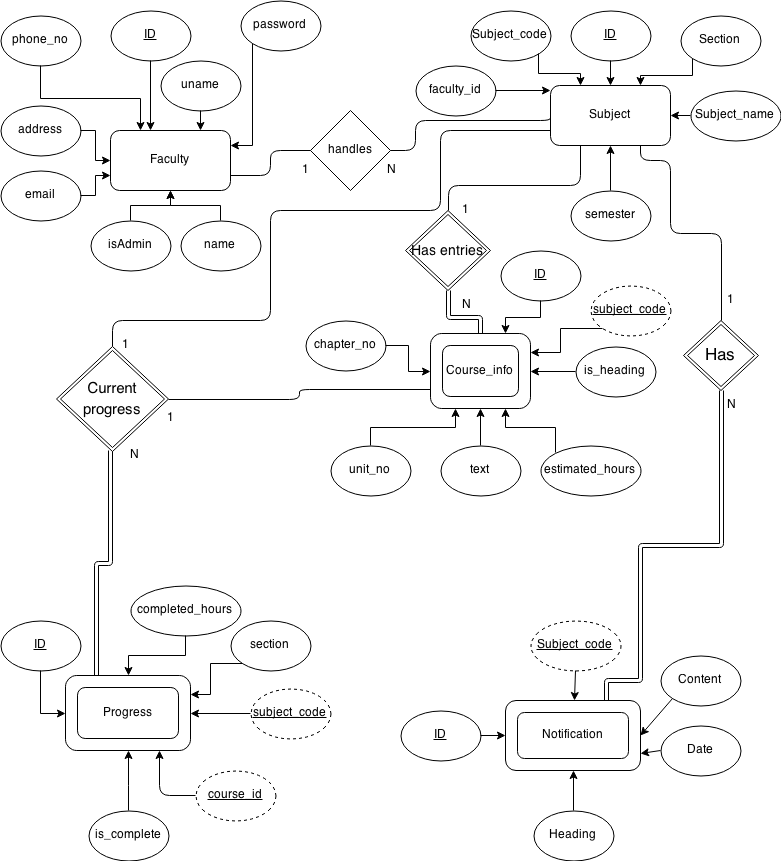 phone_no
ID
password
uname
address
email
Faculty
isAdmin
name
1
handles
N
Subject_code
ID
Section
faculty_id
Subject
Subject_name
semester
1
Has entries
N
ID
subject_code
chapter_no
Course_info
is_heading
unit_no
text
estimated_hours
1
Has
N
1
Current
progress
1
N
completed_hours
ID
section
Progress
subject_code
course_id
is_complete
Subject_code
Content
ID
Notification
Date
Heading